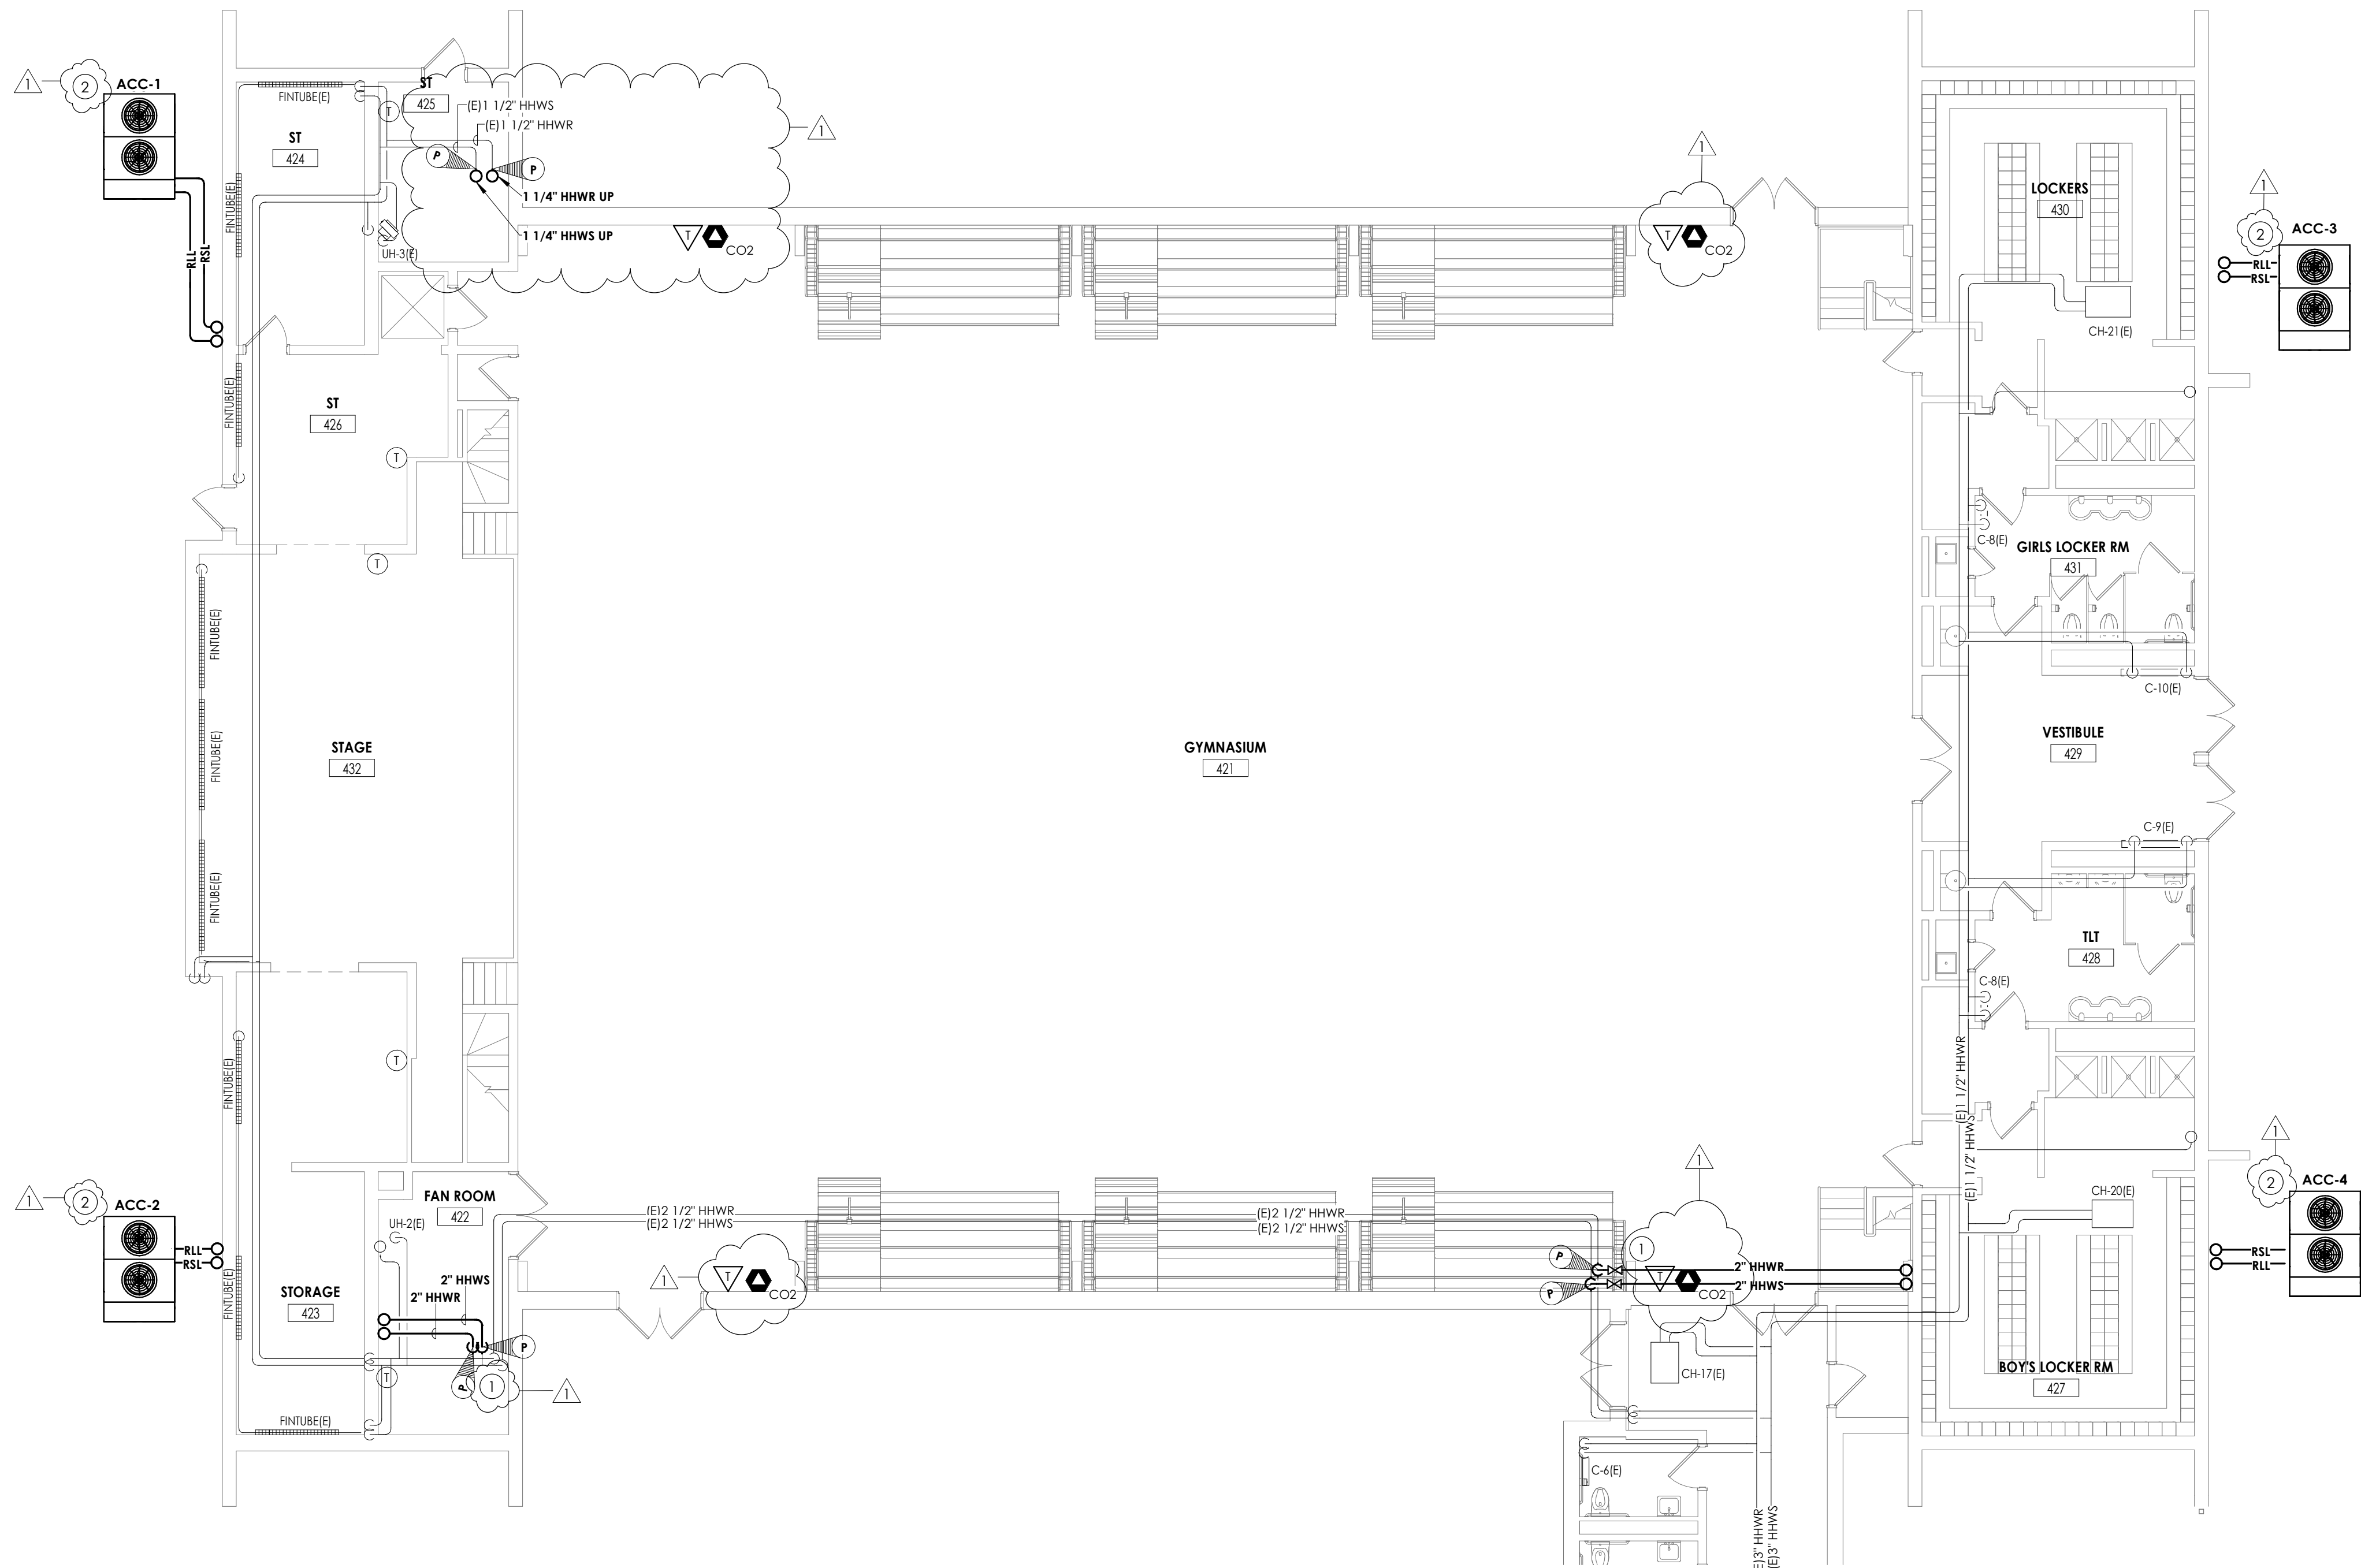 1
2
ACC-1
FINTUBE(E)
ST
424
FINTUBE(E)
RLL
RSL
FINTUBE(E)
T
ST
425
(E)1 1/2" HHWS
(E)1 1/2" HHWR
P
P
1 1/4" HHWR UP
1 1/4" HHWS UP
UH-3(E)
T
CO2
1
1
T
CO2
LOCKERS
430
CH-21(E)
1
2
ACC-3
RLL
RSL
ST
426
T
T
C-8(E)
GIRLS LOCKER RM
431
C-10(E)
FINTUBE(E)
FINTUBE(E)
FINTUBE(E)
STAGE
432
GYMNASIUM
421
VESTIBULE
429
C-9(E)
TLT
428
C-8(E)
(E)1 1/2" HHWR
(E)1 1/2" HHWS
T
FINTUBE(E)
1
2
ACC-2
RLL
RSL
FINTUBE(E)
FAN ROOM
422
UH-2(E)
STORAGE
423
2" HHWS
2" HHWR
P
P
T
1
1
FINTUBE(E)
(E)2 1/2" HHWR
(E)2 1/2" HHWS
(E)2 1/2" HHWR
(E)2 1/2" HHWS
1
T
CO2
1
1
P
P
T
CO2
2" HHWR
2" HHWS
CH-17(E)
C-6(E)
(E)3" HHWR
(E)3" HHWS
CH-20(E)
BOY'S LOCKER RM
427
1
2
ACC-4
RSL
RLL